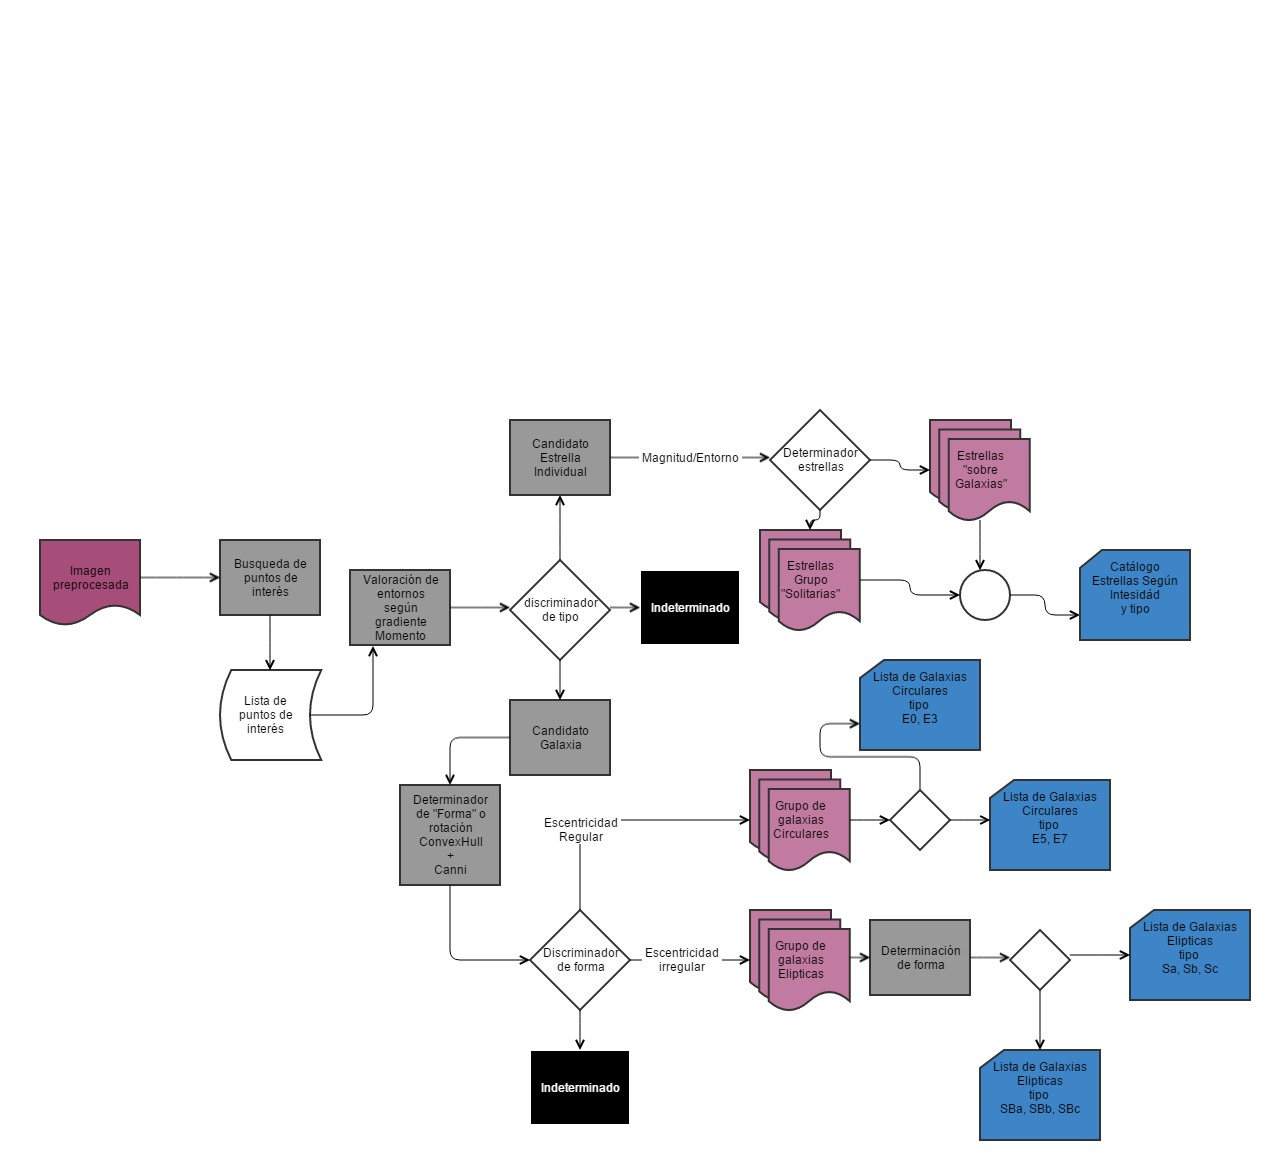 Imagen
preprocesada
Busqueda de
puntos de
interés
Lista de
puntos de
interés
Valoración de
entornos
según
gradiente
Momento
discriminador
de tipo
Candidato
Estrella
Individual
Magnitud/Entorno
Determinador
estrellas
Estrellas
"sobre
Galaxias"
Estrellas
Grupo
"Solitarias"
Catálogo
Estrellas Según
Intesidád
y tipo
Indeterminado
Candidato
Galaxia
Determinador
de "Forma" o
rotación
ConvexHull
+
Canni
Discriminador
de forma
Escentricidad
Regular
Grupo de
galaxias
Circulares
Lista de Galaxias
Circulares
tipo
E0, E3
Lista de Galaxias
Circulares
tipo
E5, E7
Escentricidad
irregular
Grupo de
galaxias
Elipticas
Determinación
de forma
Lista de Galaxias
Elipticas
tipo
Sa, Sb, Sc
Lista de Galaxias
Elipticas
tipo
SBa, SBb, SBc
Indeterminado